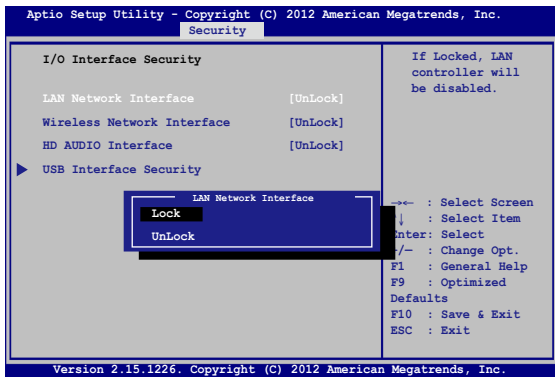 Aptio Setup Utility - Copyright (C) 2012 American Megatrends, Inc.
Security
I/O Interface Security
LAN Network Interface [UnLock]
Wireless Network Interface [UnLock]
HD AUDIO Interface [UnLock]
USB Interface Security
LAN Network Interface
Lock
UnLock
If Locked, LAN
controller will
be disabled.
→← : Select Screen
↓ : Select Item
Enter: Select
+/— : Change Opt.
F1 : General Help
F9 : Optimized
Defaults
F10 : Save & Exit
ESC : Exit
Version 2.15.1226. Copyright (C) 2012 American Megatrends, Inc.